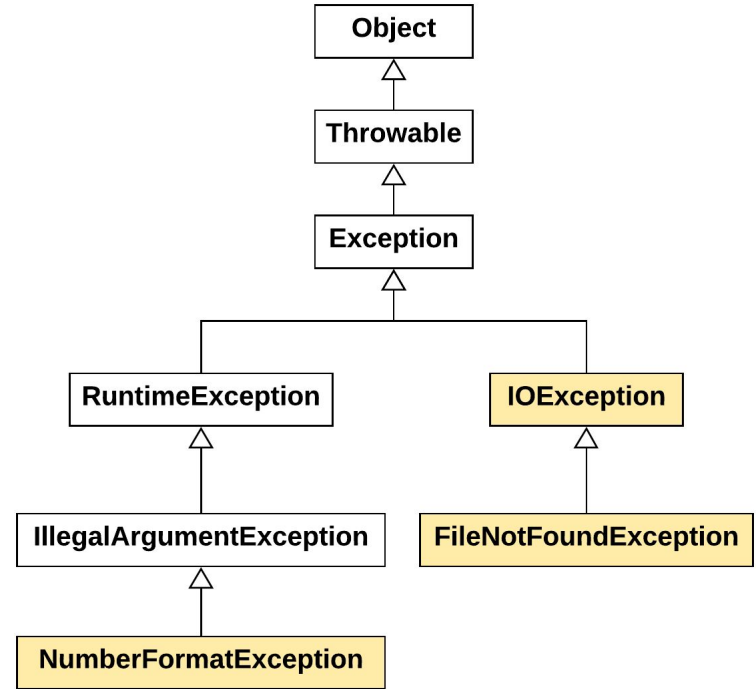 Object
Throwable
Exception
RuntimeException
IOException
IllegalArgumentException
FileNotFoundException
NumberFormatException